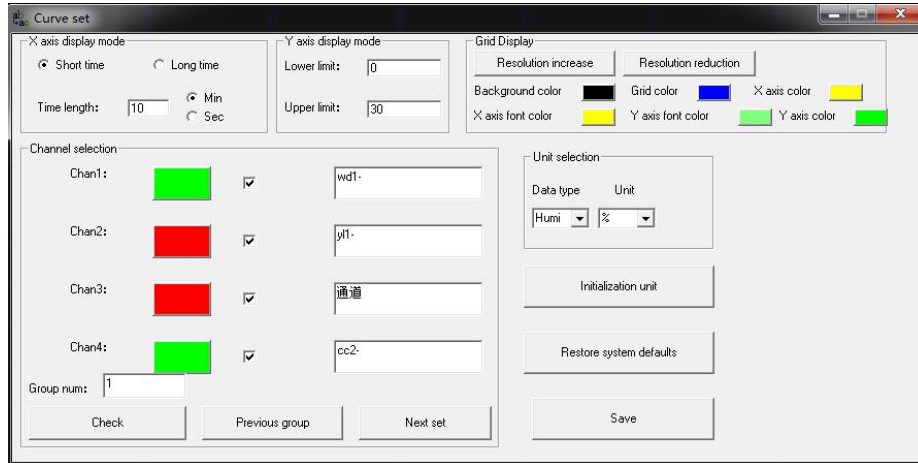 ab
ac
Curve set
X axis display mode
Short time Long time
Time length: 10 Min
Sec
Y axis display mode
Lower limit: 0
Upper limit: 30
Grid Display
Resolution increase Resolution reduction
Background color Grid color X axis color
X axis font color Y axis font color Y axis color
Channel selection
Chan1: wd1-
Chan2: yl1-
Chan3: 通道
Chan4: cc2-
Group num: 1
Check Previous group Next set
Unit selection
Data type Unit
Humi %
Initialization unit
Restore system defaults
Save